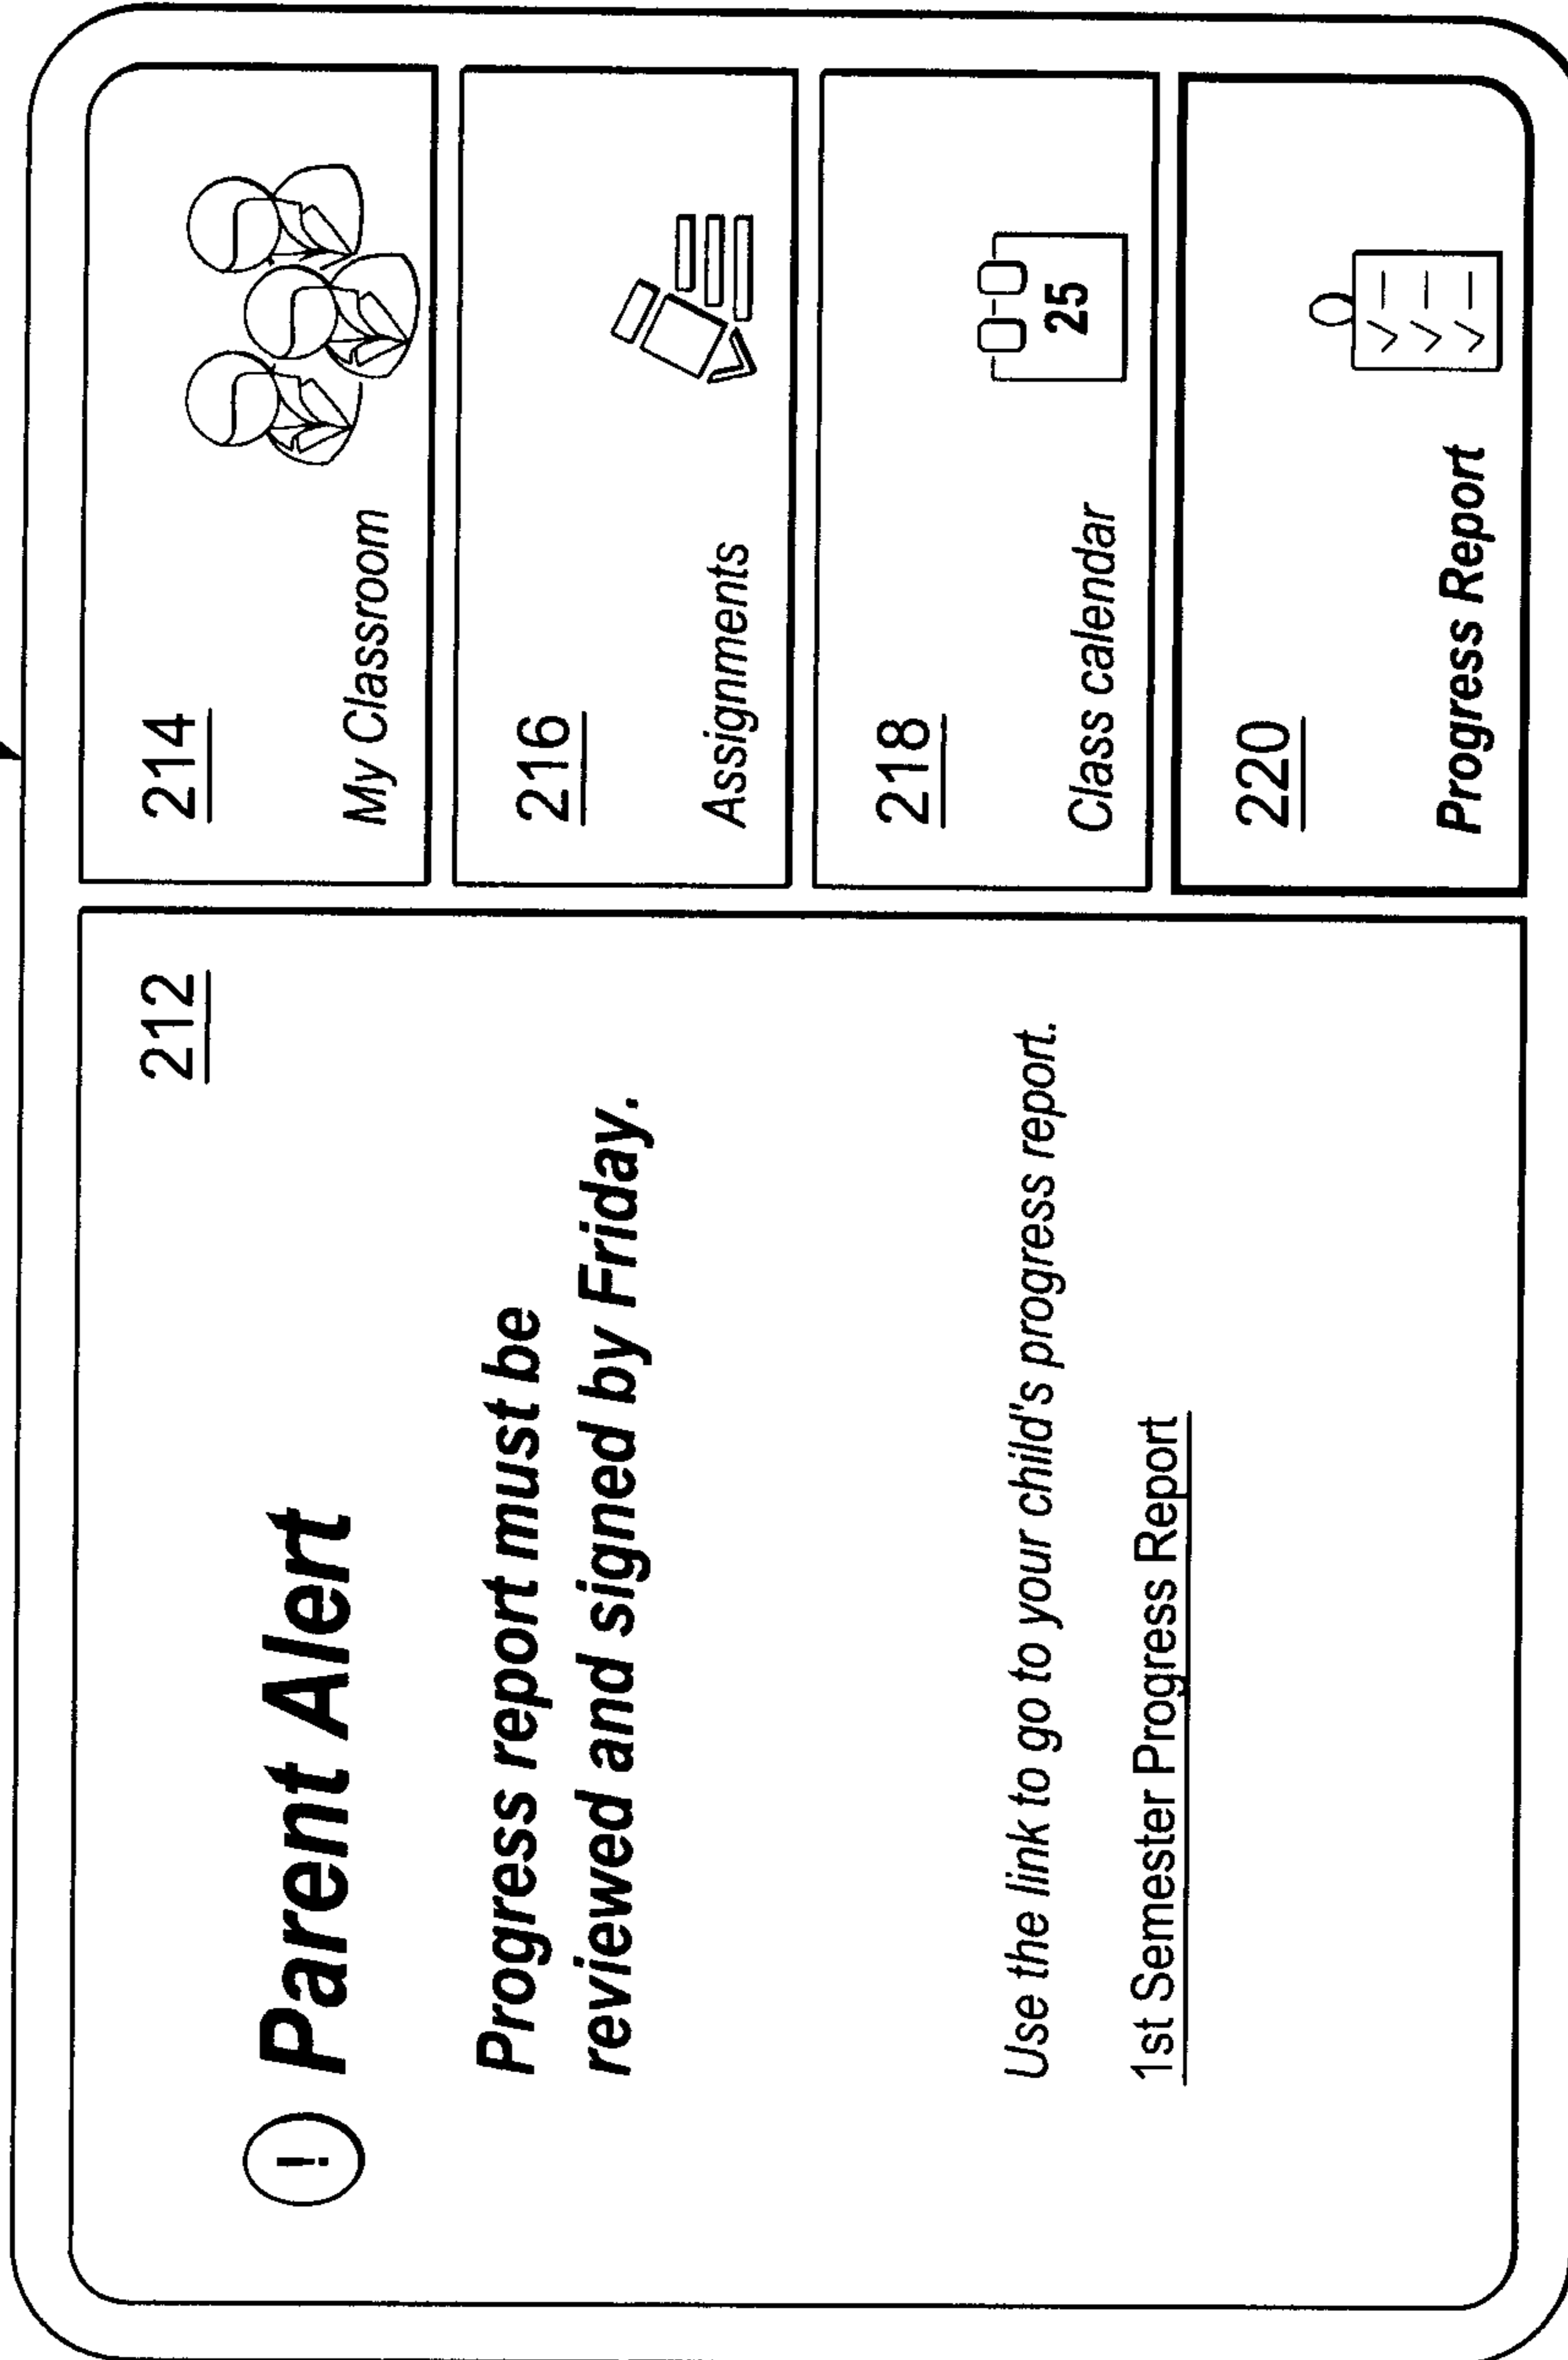 212
! Parent Alert
Progress report must be
reviewed and signed by Friday.
Use the link to go to your child's progress report.
1st Semester Progress Report
214
My Classroom
216
Assignments
218
Class calendar
25
220
Progress Report